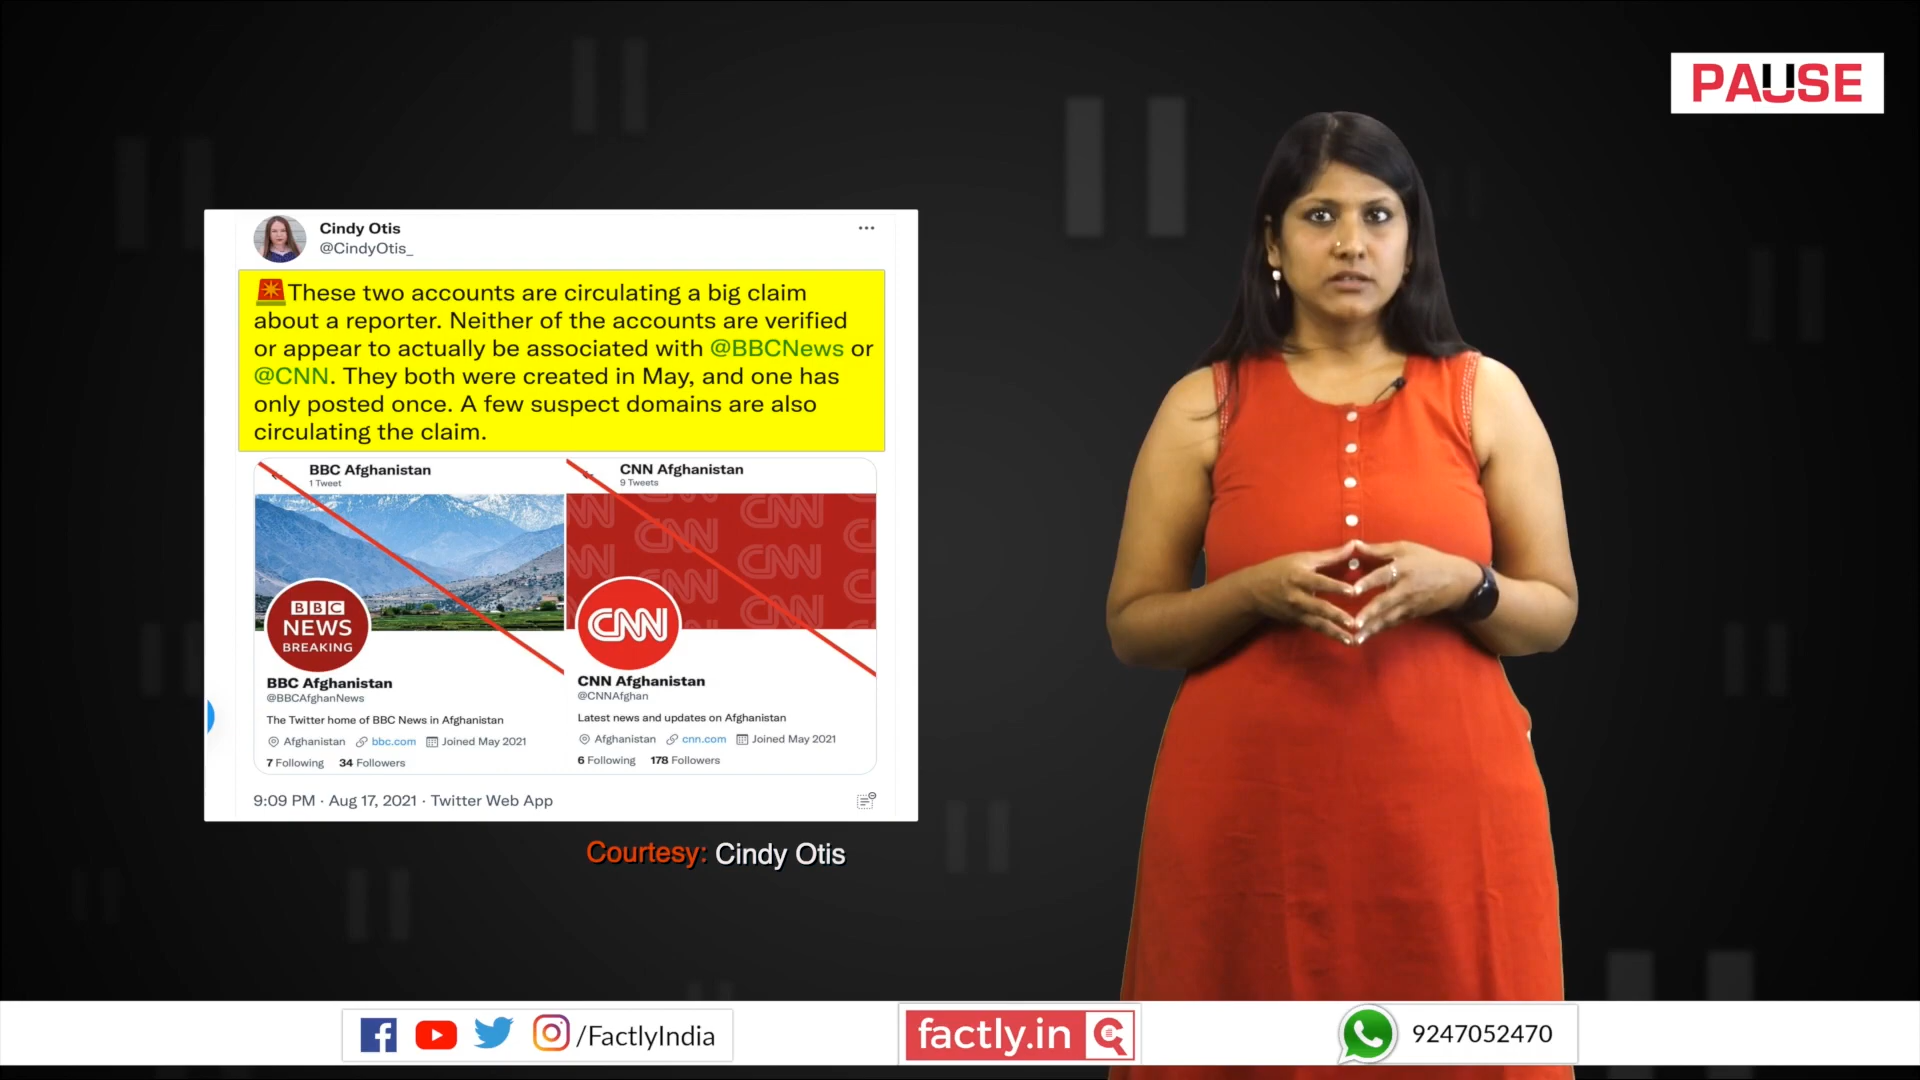 PAUSE
Cindy Otis
@CindyOtis_
These two accounts are circulating a big claim
about a reporter. Neither of the accounts are verified
or appear to actually be associated with @BBCNews or
@CNN. They both were created in May, and one has
only posted once. A few suspect domains are also
circulating the claim.
BBC Afghanistan
1 Tweet
BBC
NEWS
BREAKING
BBC Afghanistan
@BBCAfghanNews
The Twitter home of BBC News in Afghanistan
Afghanistan bbc.com Joined May 2021
7 Following 34 Followers
CNN Afghanistan
9 Tweets
CNN
CNN Afghanistan
@CNNAfghan
Latest news and updates on Afghanistan
Afghanistan cnn.com Joined May 2021
6 Following 178 Followers
9:09 PM · Aug 17, 2021 · Twitter Web App
Courtesy: Cindy Otis
/FactlyIndia
factly.in
9247052470